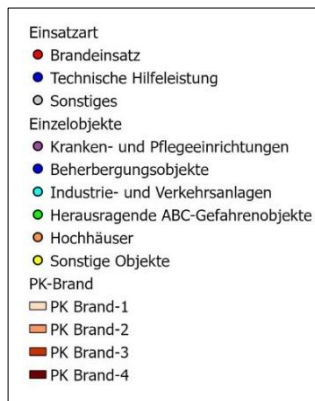 Einsatzart
Brandeinsatz
Technische Hilfeleistung
Sonstiges
Einzelobjekte
Kranken- und Pflegeeinrichtungen
Beherbergungsobjekte
Industrie- und Verkehrsanlagen
Herausragende ABC-Gefahrenobjekte
Hochhäuser
Sonstige Objekte
PK-Brand
PK Brand-1
PK Brand-2
PK Brand-3
PK Brand-4